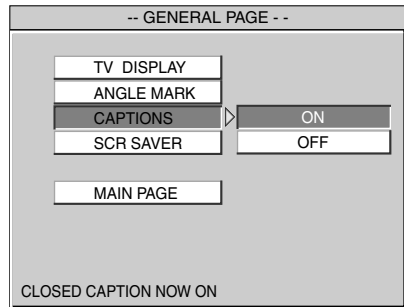 -- GENERAL PAGE - -
TV DISPLAY
ANGLE MARK
CAPTIONS ON
SCR SAVER OFF
MAIN PAGE
CLOSED CAPTION NOW ON